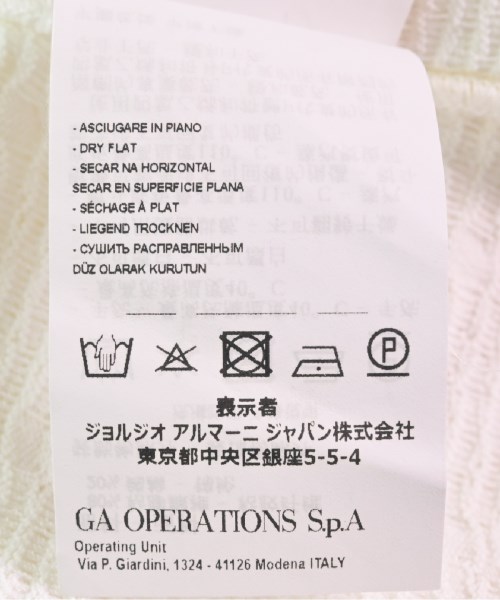 - ASCIUGARE IN PIANO
- DRY FLAT
- SECAR NA HORIZONTAL
SECAR EN SUPERFICIE PLANA
- SÉCHAGE À PLAT
- LIEGEND TROCKNEN
- СУШИТЬ РАСПРАВЛЕННЫМ
DÜZ OLARAK KURUTUN
P
表示者
ジョルジオ アルマーニ ジャパン株式会社
東京都中央区銀座5-5-4
GA OPERATIONS S.p.A
Operating Unit
Via P. Giardini, 1324 - 41126 Modena ITALY